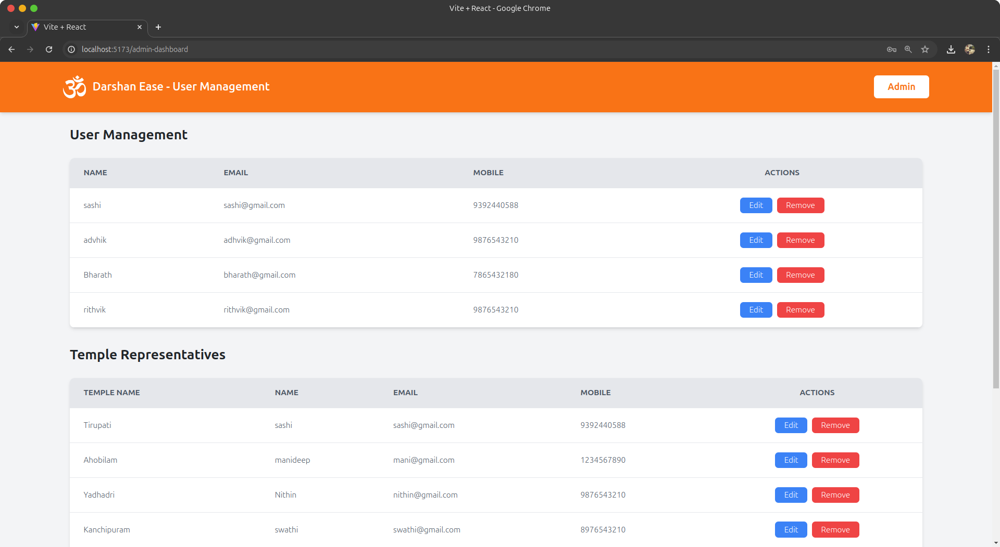 Vite + React - Google Chrome
Vite + React
localhost:5173/admin-dashboard
ॐ Darshan Ease - User Management
Admin
User Management
NAME EMAIL MOBILE ACTIONS
sashi sashi@gmail.com 9392440588 Edit Remove
advhik adhvik@gmail.com 9876543210 Edit Remove
Bharath bharath@gmail.com 7865432180 Edit Remove
rithvik rithvik@gmail.com 9876543210 Edit Remove
Temple Representatives
TEMPLE NAME NAME EMAIL MOBILE ACTIONS
Tirupati sashi sashi@gmail.com 9392440588 Edit Remove
Ahobilam manideep mani@gmail.com 1234567890 Edit Remove
Yadhadri Nithin nithin@gmail.com 9876543210 Edit Remove
Kanchipuram swathi swathi@gmail.com 8976543210 Edit Remove